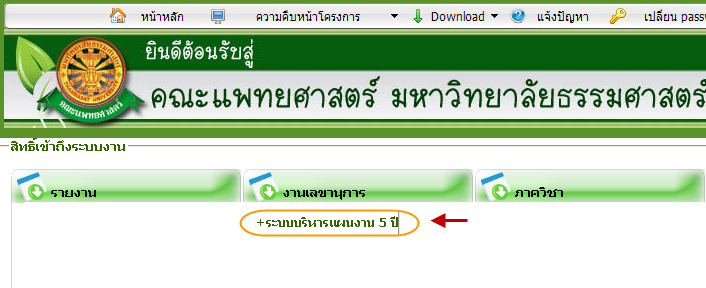 หน้าหลัก ความคืบหน้าโครงการ Download แจ้งปัญหา เปลี่ยน pass
ยินดีต้อนรับสู่
คณะแพทยศาสตร์ มหาวิทยาลัยธรรมศาสตร์
คณะแพทยศาสตร์
สิทธิ์เข้าถึงระบบงาน
รายงาน งานเลขานุการ ภาควิชา
+ระบบบริหารแผนงาน 5 ปี